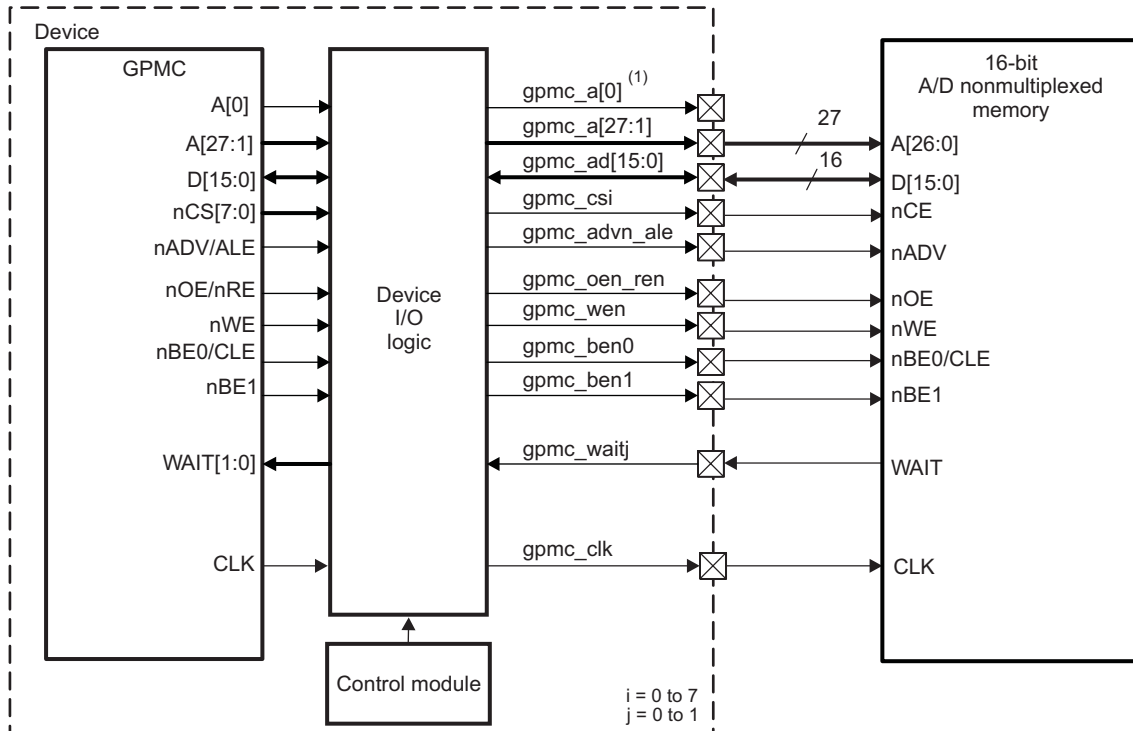 Device
GPMC
A[0]
A[27:1]
D[15:0]
nCS[7:0]
nADV/ALE
nOE/nRE
nWE
nBE0/CLE
nBE1
WAIT[1:0]
CLK
Device
I/O
logic
Control module
gpmc_a[0] (1)
gpmc_a[27:1]
gpmc_ad[15:0]
gpmc_csi
gpmc_advn_ale
gpmc_oen_ren
gpmc_wen
gpmc_ben0
gpmc_ben1
gpmc_waitj
gpmc_clk
i = 0 to 7
j = 0 to 1
27
16
16-bit
A/D nonmultiplexed
memory
A[26:0]
D[15:0]
nCE
nADV
nOE
nWE
nBE0/CLE
nBE1
WAIT
CLK